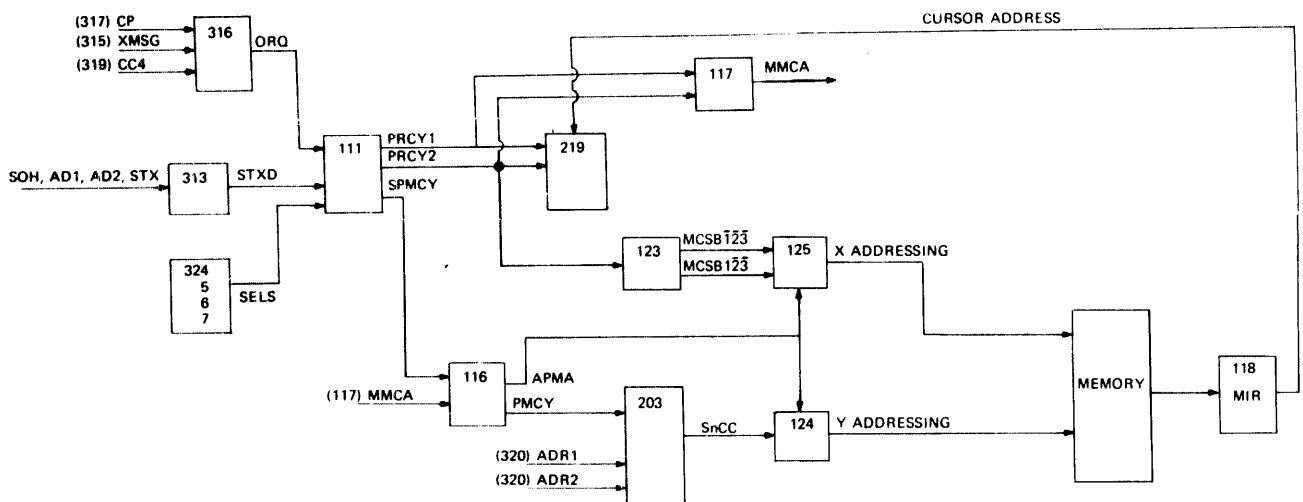 (317) CP
(315) XMSG
(319) CC4
316
ORQ
CURSOR ADDRESS
117
MMCA
SOH, AD1, AD2, STX
313
STXD
111
PRCY1
PRCY2
SPMCY
219
324
5
6
7
SELS
123
MCSB1̅2̅3̅
MCSB12̅3̅
125
X ADDRESSING
(117) MMCA
116
APMA
PMCY
203
(320) ADR1
(320) ADR2
SnCC
124
Y ADDRESSING
MEMORY
118
MIR